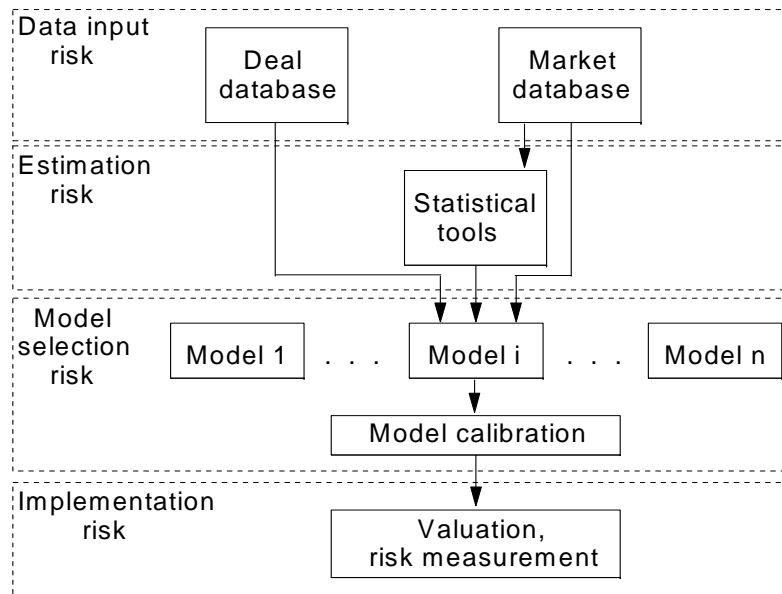 Data input
risk
Deal
database
Market
database
Estimation
risk
Statistical
tools
Model
selection
risk
Model 1
. . .
Model i
. . .
Model n
Model calibration
Implementation
risk
Valuation,
risk measurement